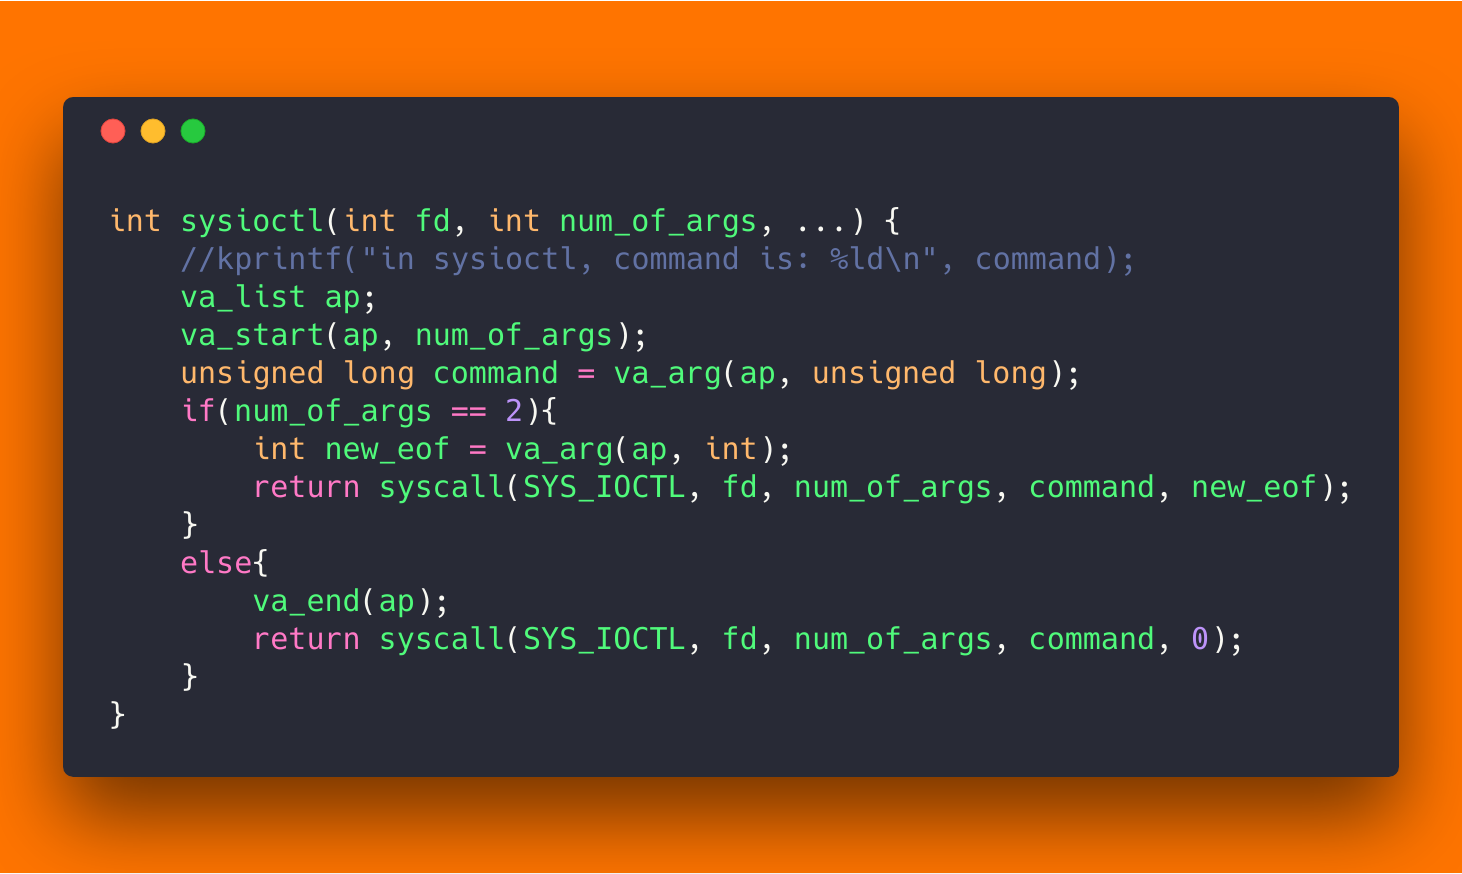 int sysioctl(int fd, int num_of_args, ...) {
    //kprintf("in sysioctl, command is: %ld\n", command);
    va_list ap;
    va_start(ap, num_of_args);
    unsigned long command = va_arg(ap, unsigned long);
    if(num_of_args == 2){
        int new_eof = va_arg(ap, int);
        return syscall(SYS_IOCTL, fd, num_of_args, command, new_eof);
    }
    else{
        va_end(ap);
        return syscall(SYS_IOCTL, fd, num_of_args, command, 0);
    }
}